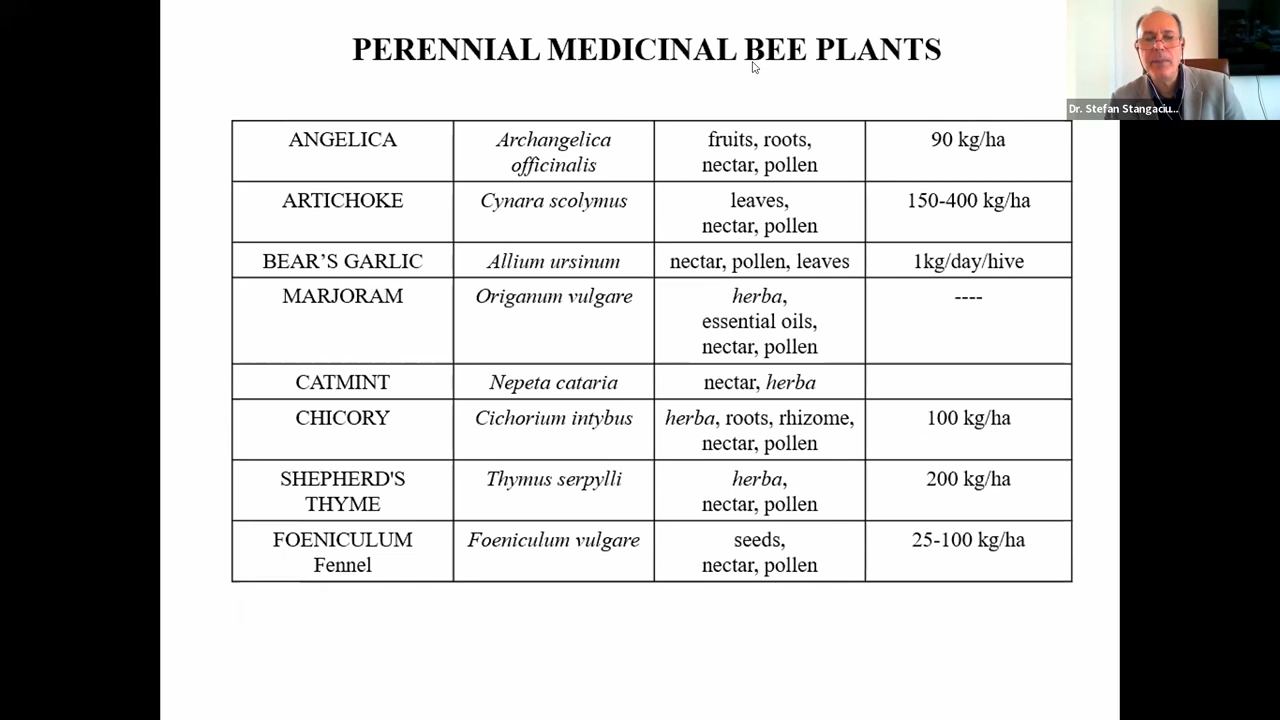 PERENNIAL MEDICINAL BEE PLANTS
Dr. Stefan Stangaciu...
ANGELICA
Archangelica
officinalis
fruits, roots,
nectar, pollen
90 kg/ha
ARTICHOKE
Cynara scolymus
leaves,
nectar, pollen
150-400 kg/ha
BEAR’S GARLIC
Allium ursinum
nectar, pollen, leaves
1kg/day/hive
MARJORAM
Origanum vulgare
herba,
essential oils,
nectar, pollen
----
CATMINT
Nepeta cataria
nectar, herba
CHICORY
Cichorium intybus
herba, roots, rhizome,
nectar, pollen
100 kg/ha
SHEPHERD'S
THYME
Thymus serpylli
herba,
nectar, pollen
200 kg/ha
FOENICULUM
Fennel
Foeniculum vulgare
seeds,
nectar, pollen
25-100 kg/ha